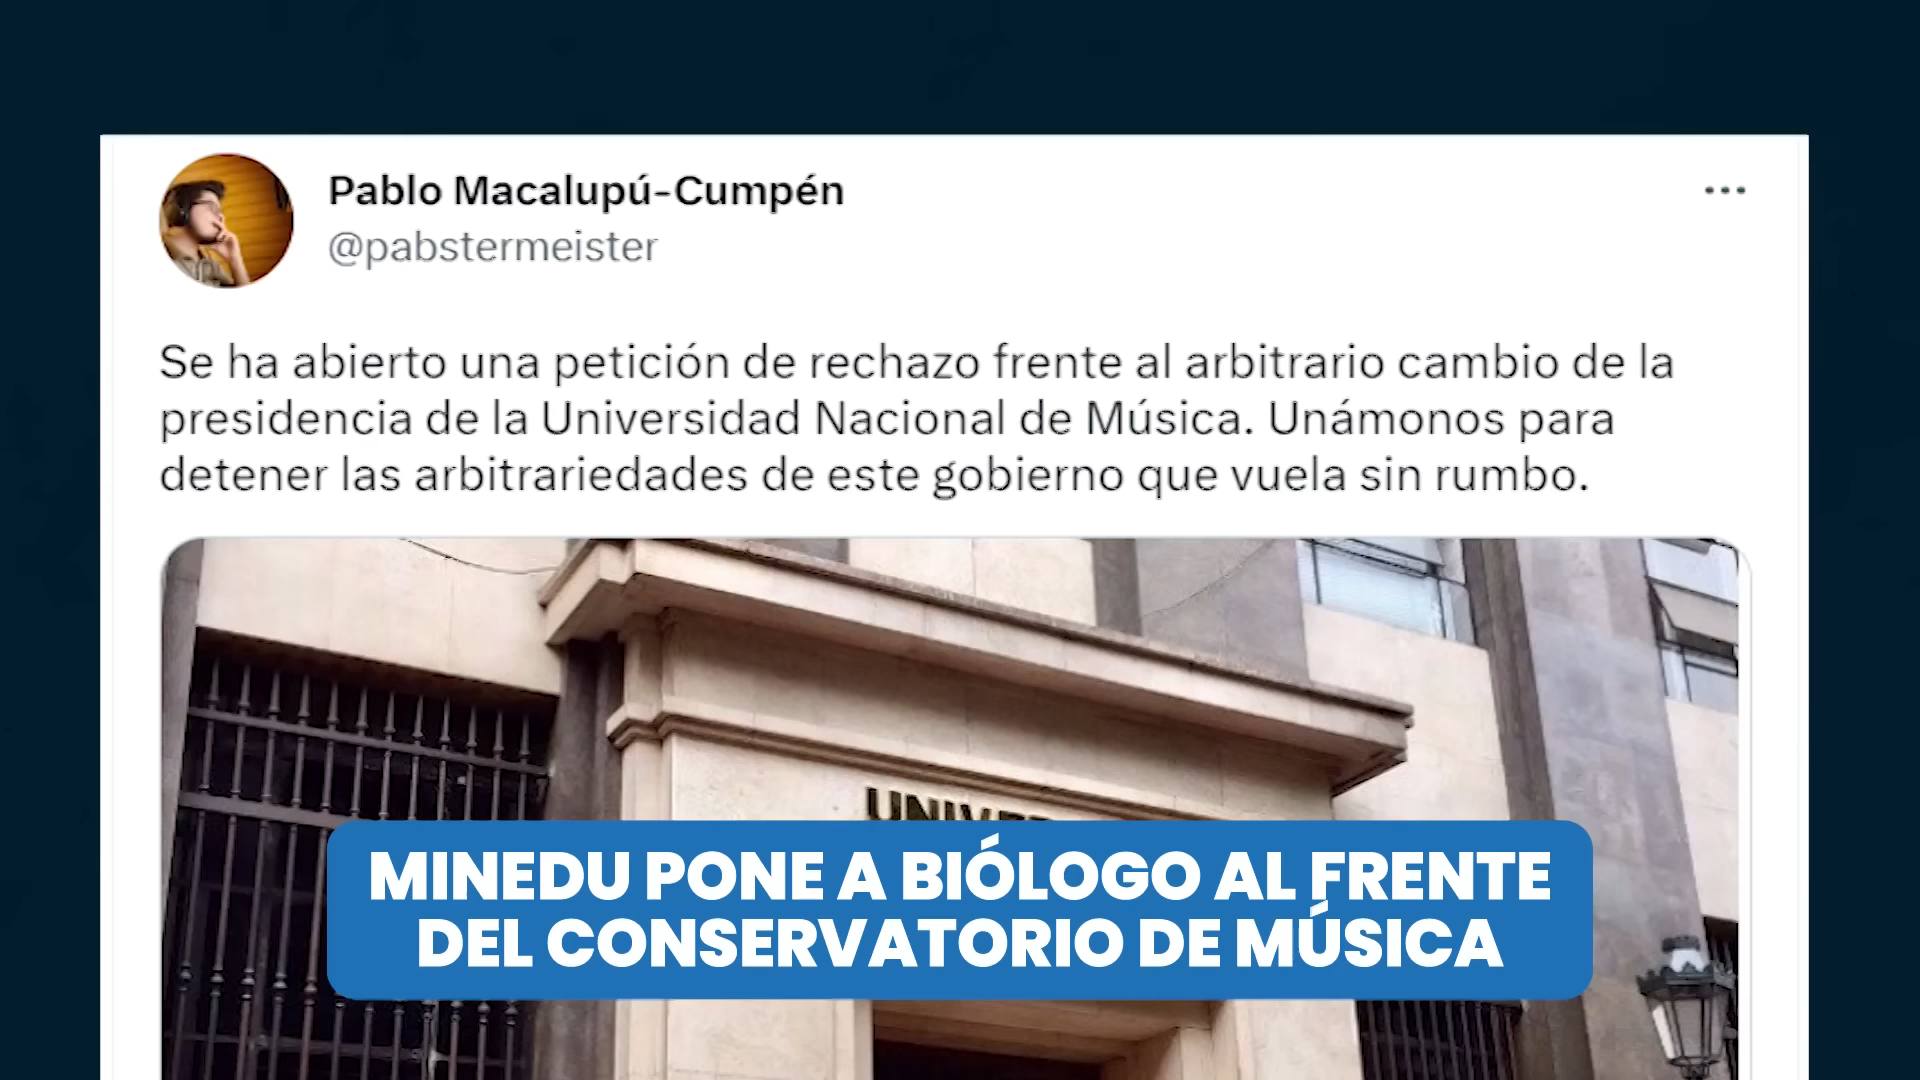 Pablo Macalupú-Cumpén
@pabstermeister
Se ha abierto una petición de rechazo frente al arbitrario cambio de la
presidencia de la Universidad Nacional de Música. Unámonos para
detener las arbitrariedades de este gobierno que vuela sin rumbo.
MINEDU PONE A BIÓLOGO AL FRENTE
DEL CONSERVATORIO DE MÚSICA